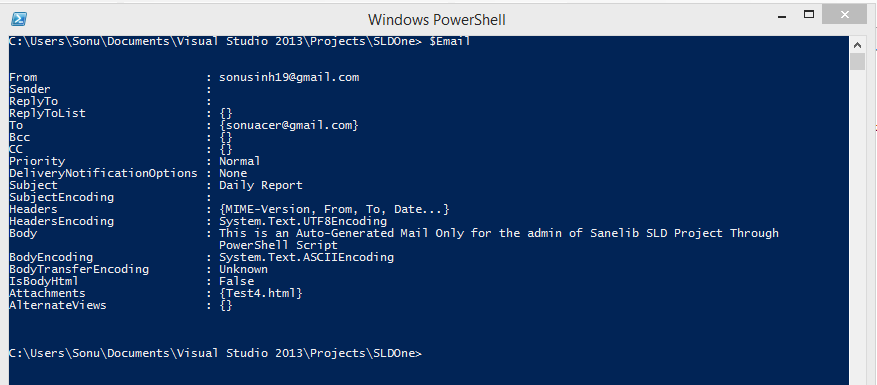 Windows PowerShell
C:\Users\Sonu\Documents\Visual Studio 2013\Projects\SLDOne> $Email
From : sonusinh19@gmail.com
Sender :
ReplyTo :
ReplyToList : {}
To : {sonuacer@gmail.com}
Bcc : {}
CC : {}
Priority : Normal
DeliveryNotificationOptions : None
Subject : Daily Report
SubjectEncoding :
Headers : {MIME-Version, From, To, Date...}
HeadersEncoding : System.Text.UTF8Encoding
Body : This is an Auto-Generated Mail Only for the admin of Sanelib SLD Project Through
PowerShell Script
BodyEncoding : System.Text.ASCIIEncoding
BodyTransferEncoding : Unknown
IsBodyHtml : False
Attachments : {Test4.html}
AlternateViews : {}
C:\Users\Sonu\Documents\Visual Studio 2013\Projects\SLDOne>